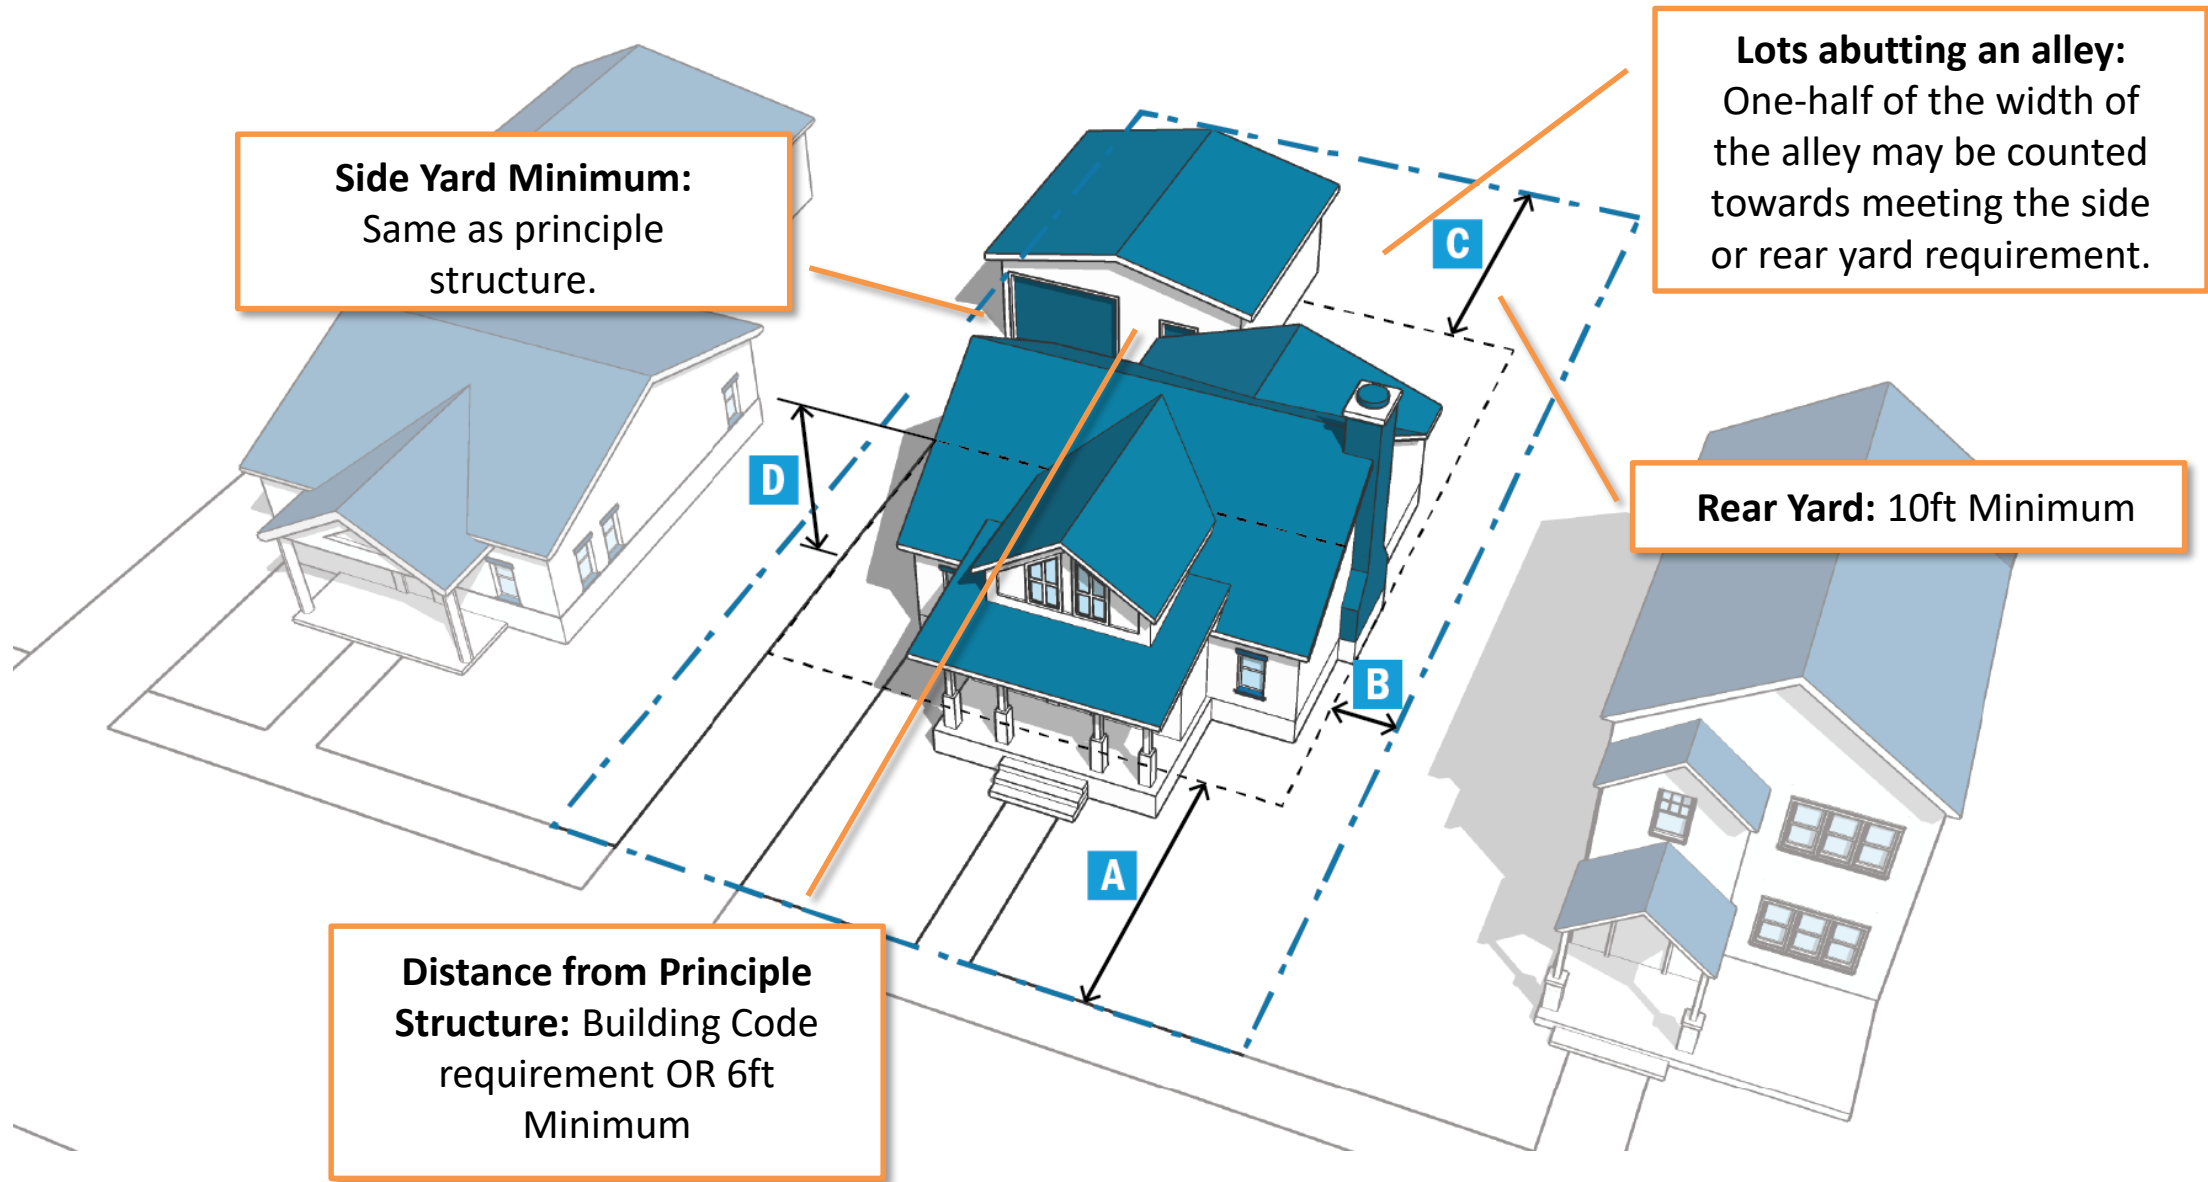 Lots abutting an alley:
One-half of the width of
the alley may be counted
towards meeting the side
or rear yard requirement.
Side Yard Minimum:
Same as principle
structure.
C
D
Rear Yard: 10ft Minimum
B
A
Distance from Principle
Structure: Building Code
requirement OR 6ft
Minimum